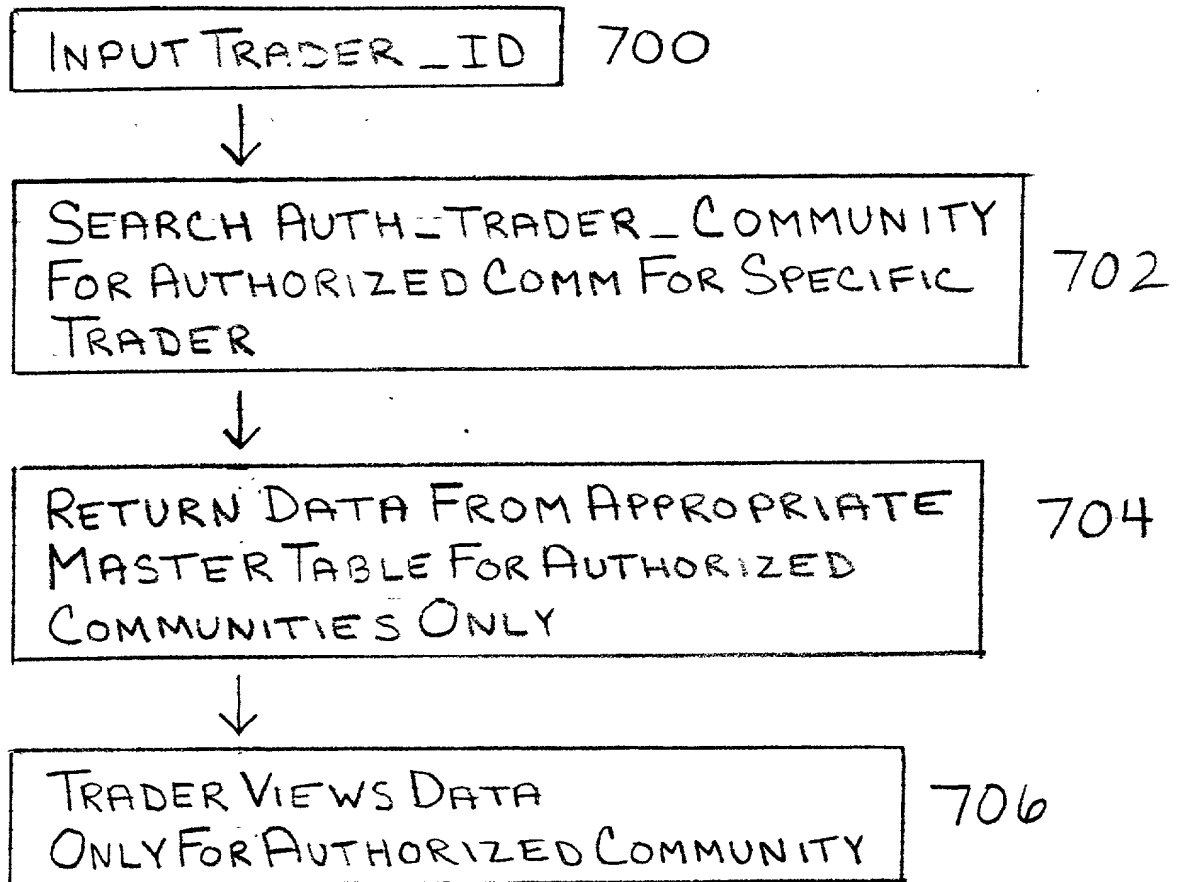 INPUT TRADER_ID 700
SEARCH AUTH_TRADER_COMMUNITY
FOR AUTHORIZED COMM FOR SPECIFIC 702
TRADER
RETURN DATA FROM APPROPRIATE 704
MASTER TABLE FOR AUTHORIZED
COMMUNITIES ONLY
TRADER VIEWS DATA 706
ONLY FOR AUTHORIZED COMMUNITY